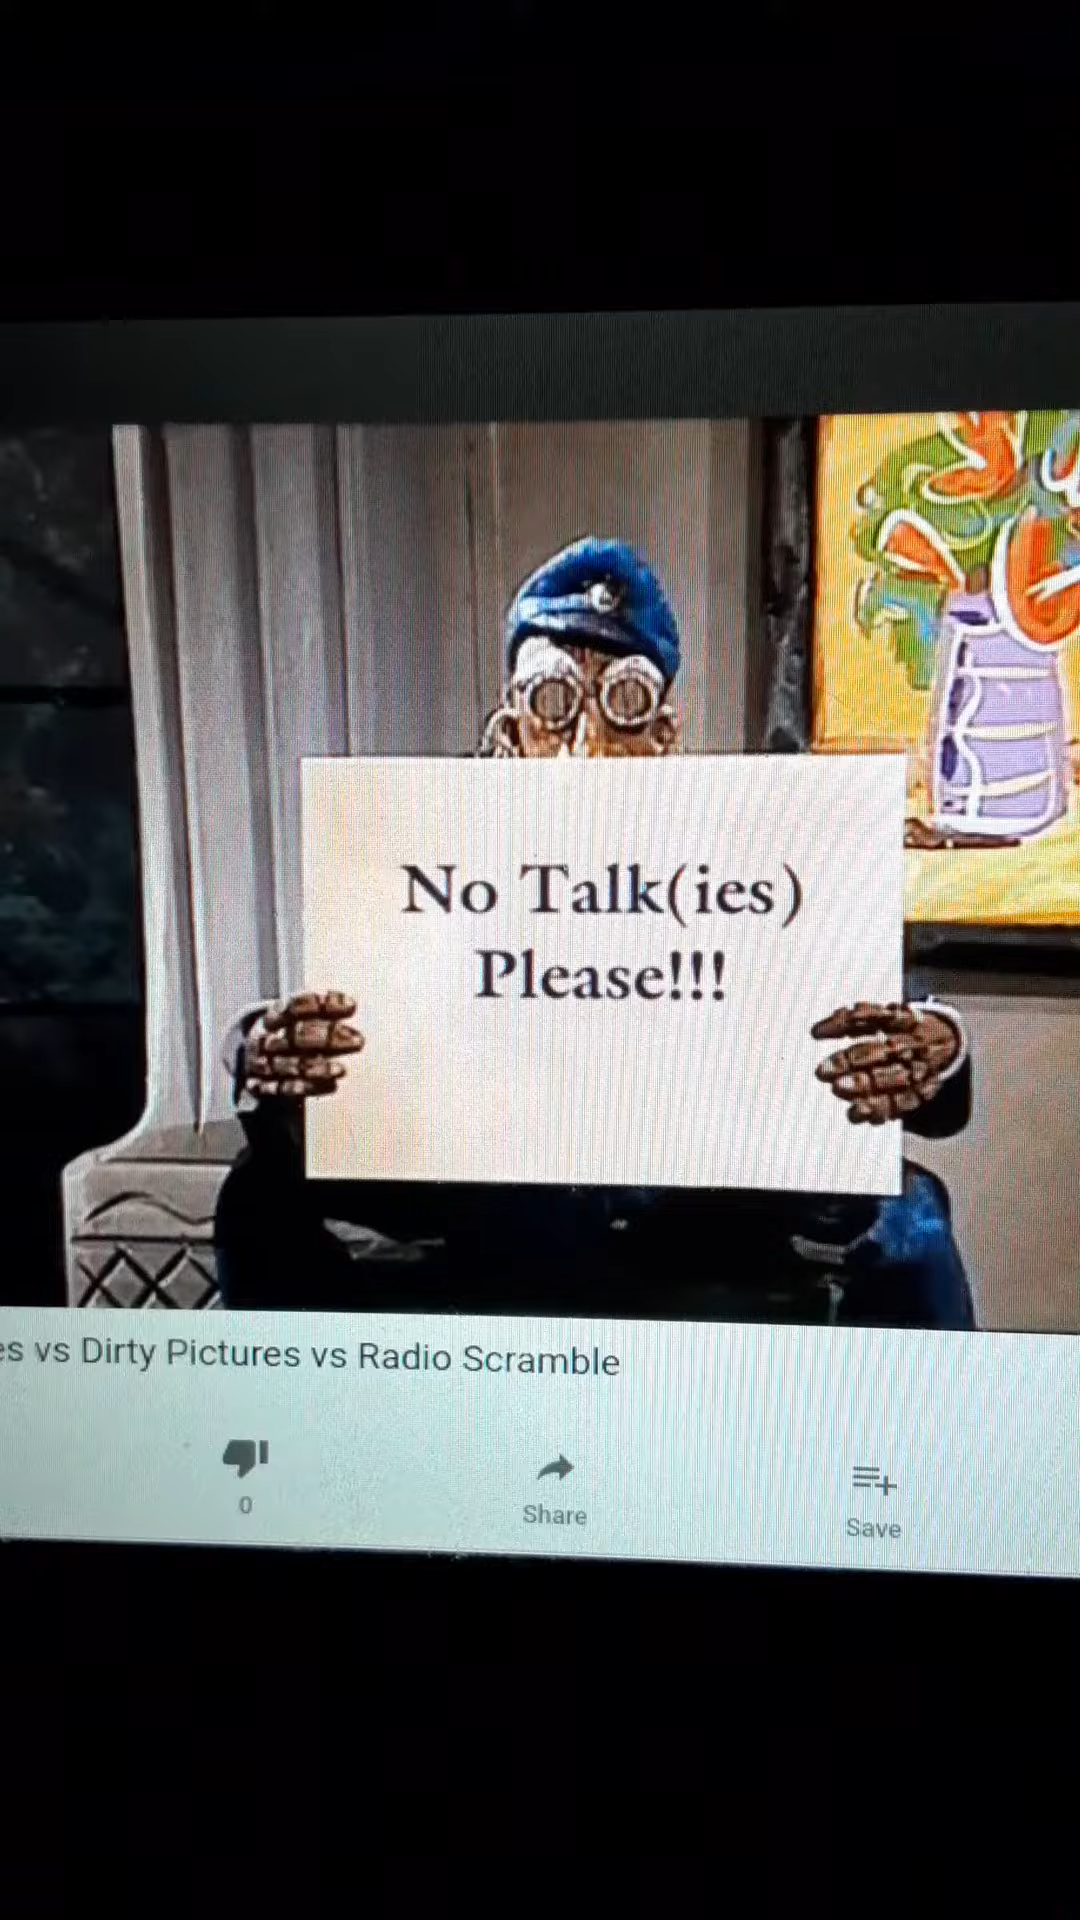 No Talk(ies)
Please!!!
es vs Dirty Pictures vs Radio Scramble
0
Share
Save